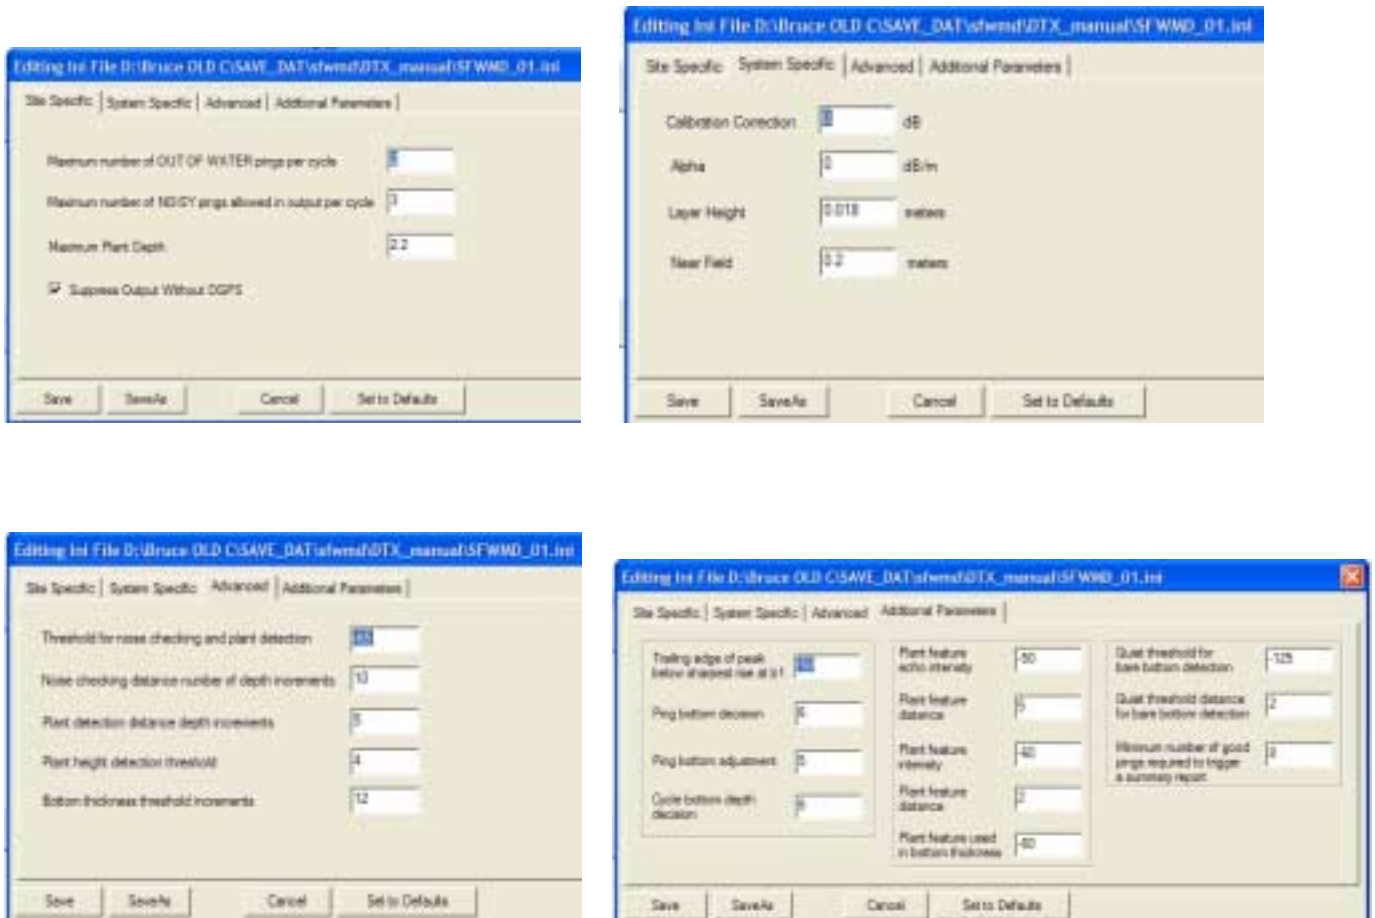 Editing Ini File D:\Bruce OLD C\SAVE_DAT\sfwmd\DTX_manual\SFWMD_01.ini
Site Specific System Specific Advanced Additional Parameters
Maximum number of OUT OF WATER pings per cycle
Maximum number of NOISY pings allowed in output per cycle 3
Maximum Plant Depth 2.2
Suppress Output Without DGPS
Save SaveAs Cancel Set to Defaults
Editing Ini File D:\Bruce OLD C\SAVE_DAT\sfwmd\DTX_manual\SFWMD_01.ini
Site Specific System Specific Advanced Additional Parameters
Calibration Correction dB
Alpha 0 dB/m
Layer Height 0.018 meters
Near Field 0.2 meters
Save SaveAs Cancel Set to Defaults
Editing Ini File D:\Bruce OLD C\SAVE_DAT\sfwmd\DTX_manual\SFWMD_01.ini
Site Specific System Specific Advanced Additional Parameters
Threshold for noise checking and plant detection
Noise checking distance number of depth increments 10
Plant detection distance depth increments 5
Plant height detection threshold 4
Bottom thickness threshold increments 12
Save SaveAs Cancel Set to Defaults
Editing Ini File D:\Bruce OLD C\SAVE_DAT\sfwmd\DTX_manual\SFWMD_01.ini
Site Specific System Specific Advanced Additional Parameters
Trailing edge of peak
below sharpest rise at b1
Ping bottom decision 6
Ping bottom adjustment 5
Cycle bottom depth
decision
Plant feature
echo intensity -50
Plant feature
distance 5
Plant feature
intensity -60
Plant feature
distance 2
Plant feature used
in bottom thickness -60
Quiet threshold for
bare bottom detection -125
Quiet threshold distance
for bare bottom detection 2
Minimum number of good
pings required to trigger
a summary report
Save SaveAs Cancel Set to Defaults